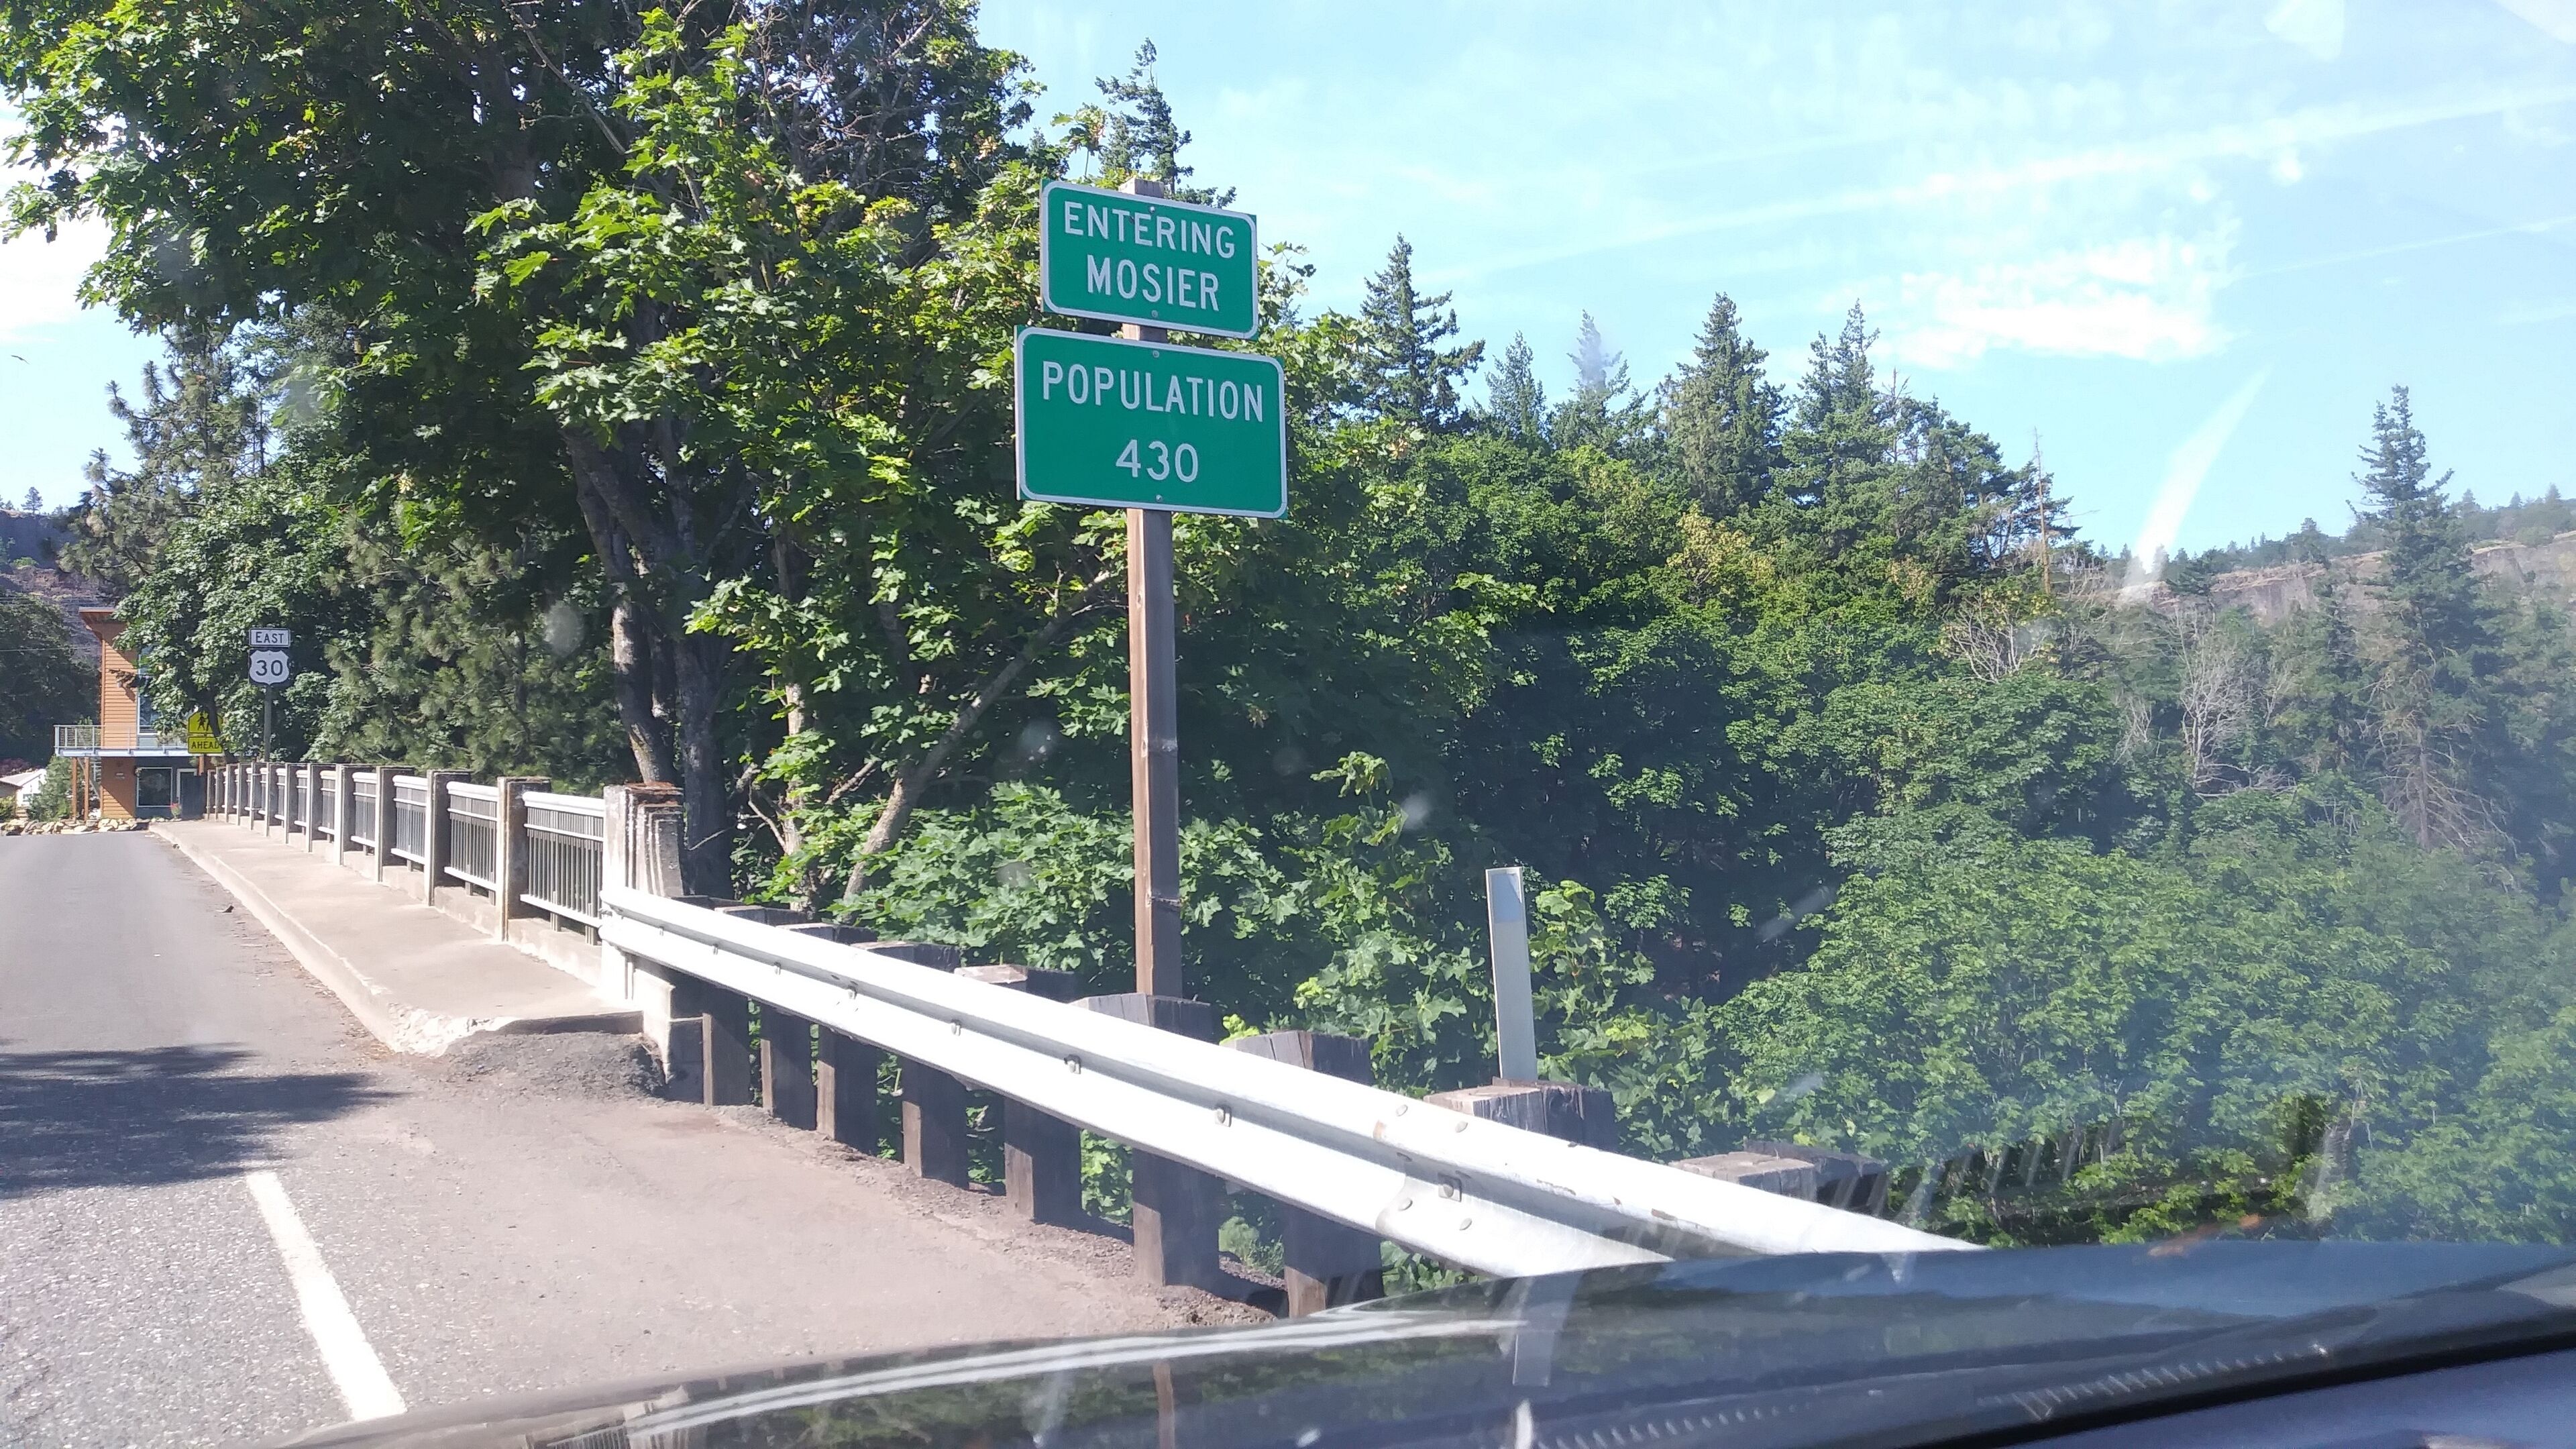 ENTERING
MOSIER
POPULATION
430
EAST
30
AHEAD